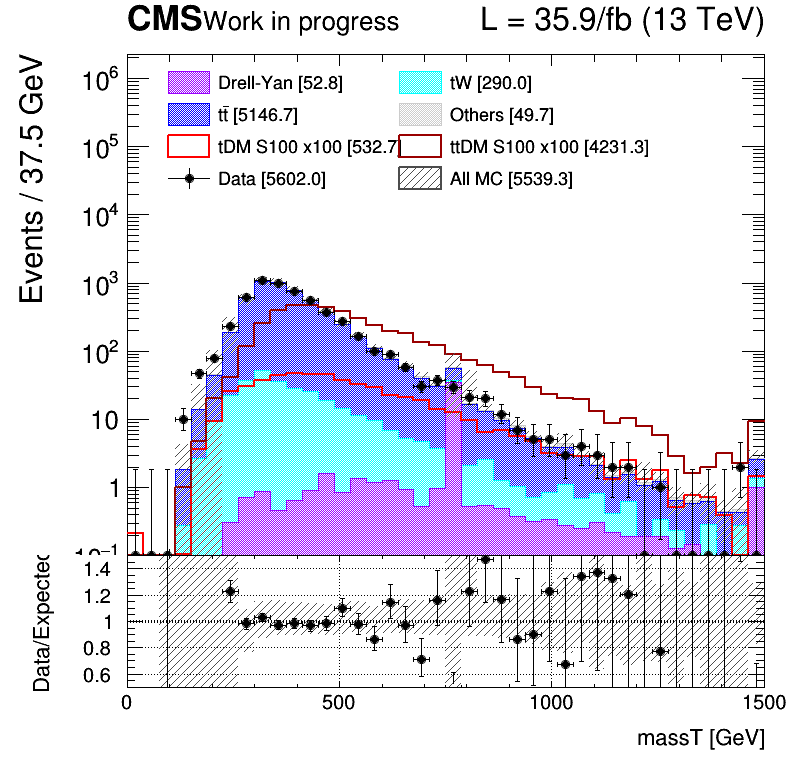 CMS Work in progress L = 35.9/fb (13 TeV)
Events / 37.5 GeV
10⁶
10⁵
10⁴
10³
10²
10
1
10⁻¹
Drell-Yan [52.8] tW [290.0]
tt̄ [5146.7] Others [49.7]
tDM S100 x100 [532.7] ttDM S100 x100 [4231.3]
Data [5602.0] All MC [5539.3]
Data/Expected
1.4
1.2
1
0.8
0.6
0 500 1000 1500
massT [GeV]